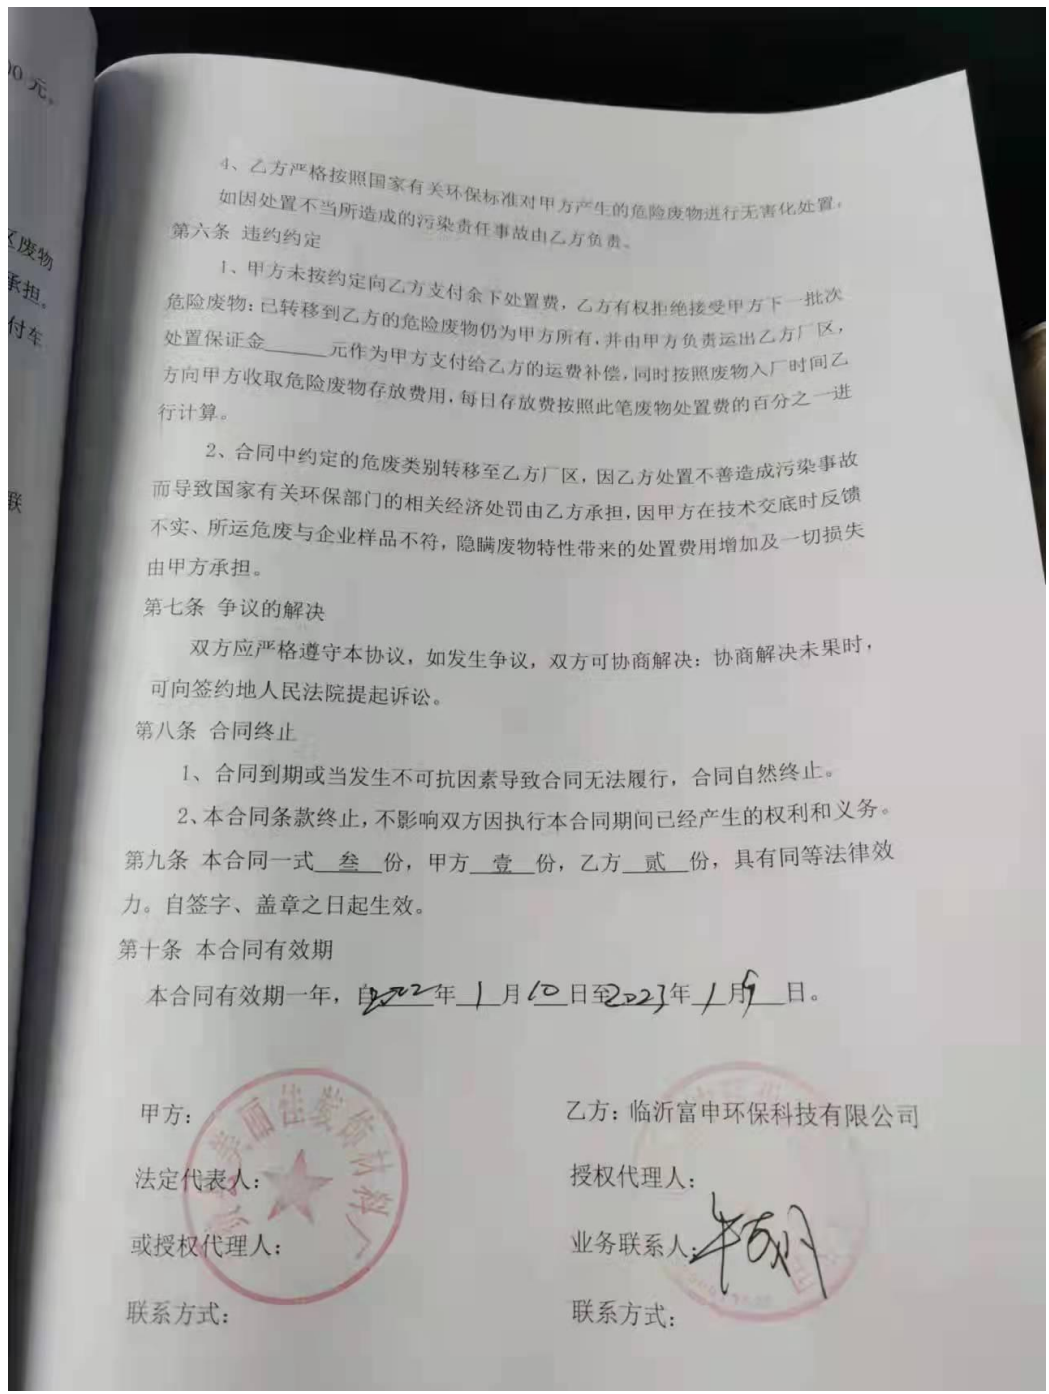 00元。
区废物
承担。
付车
联
4、乙方严格按照国家有关环保标准对甲方产生的危险废物进行无害化处置。
如因处置不当所造成的污染责任事故由乙方负责。
第六条 违约约定
1、甲方未按约定向乙方支付余下处置费，乙方有权拒绝接受甲方下一批次
危险废物；已转移到乙方的危险废物仍为甲方所有，并由甲方负责运出乙方厂区，
处置保证金______元作为甲方支付给乙方的运费补偿，同时按照废物入厂时间乙
方向甲方收取危险废物存放费用，每日存放费按照此笔废物处置费的百分之一进
行计算。
2、合同中约定的危废类别转移至乙方厂区，因乙方处置不善造成污染事故
而导致国家有关环保部门的相关经济处罚由乙方承担，因甲方在技术交底时反馈
不实、所运危废与企业样品不符，隐瞒废物特性带来的处置费用增加及一切损失
由甲方承担。
第七条 争议的解决
双方应严格遵守本协议，如发生争议，双方可协商解决；协商解决未果时，
可向签约地人民法院提起诉讼。
第八条 合同终止
1、合同到期或当发生不可抗因素导致合同无法履行，合同自然终止。
2、本合同条款终止，不影响双方因执行本合同期间已经产生的权利和义务。
第九条 本合同一式 叁 份，甲方 壹 份，乙方 贰 份，具有同等法律效
力。自签字、盖章之日起生效。
第十条 本合同有效期
本合同有效期一年，自2022年1月10日至2023年1月9日。
甲方：
乙方：临沂富申环保科技有限公司
法定代表人：
授权代理人：
或授权代理人：
业务联系人：
联系方式：
联系方式：
美丽佳装饰材料厂